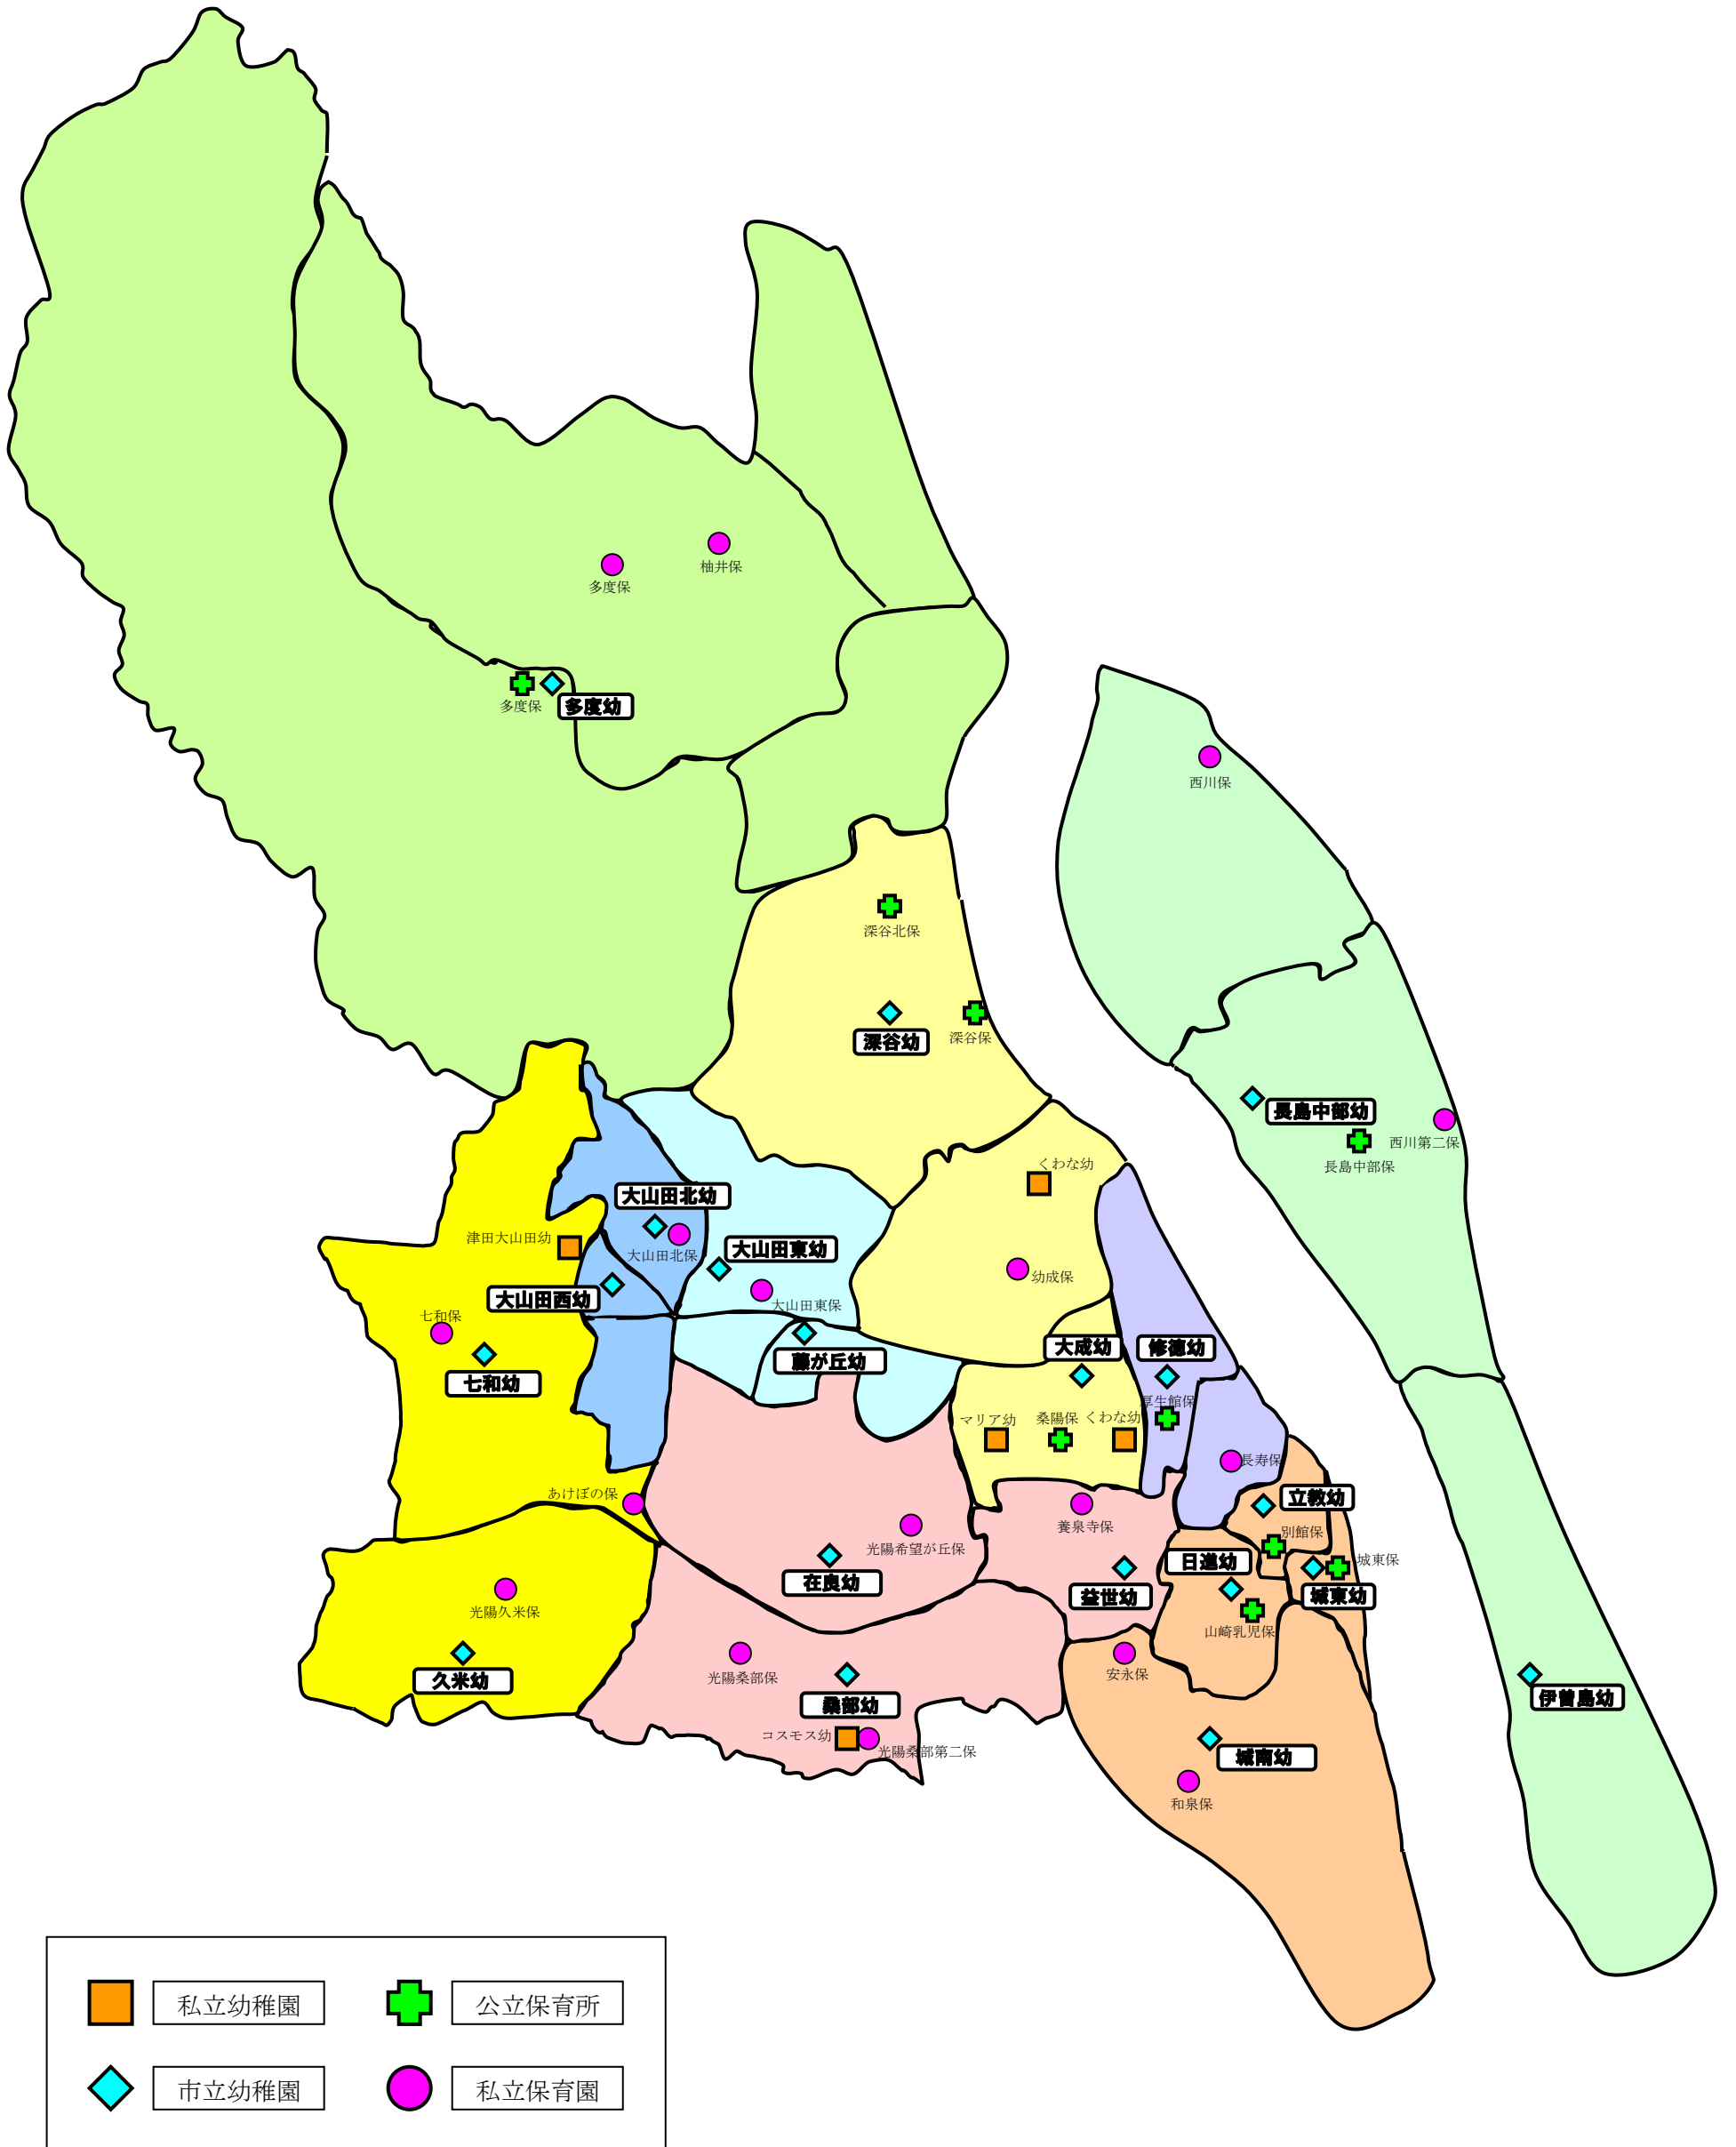 柚井保
多度保
多度保
多度幼
西川保
深谷北保
深谷幼
深谷保
長島中部幼
西川第二保
長島中部保
くわな幼
大山田北幼
津田大山田幼
大山田北保
大山田東幼
大山田西幼
大山田東保
幼成保
七和保
七和幼
藤が丘幼
大成幼
修徳幼
厚生館保
マリア幼
桑陽保
くわな幼
長寿保
あけぼの保
立教幼
養泉寺保
別館保
光陽希望が丘保
在良幼
日進幼
城東保
益世幼
城東幼
光陽久米保
山崎乳児保
久米幼
光陽桑部保
安永保
桑部幼
伊曽島幼
コスモス幼
光陽桑部第二保
城南幼
和泉保
私立幼稚園
公立保育所
市立幼稚園
私立保育園